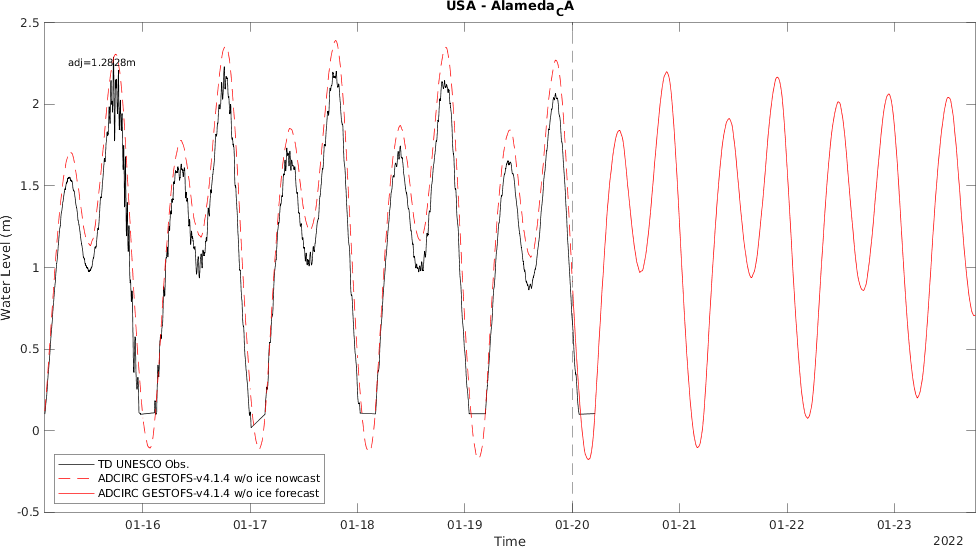 USA - Alameda_CA
2.5
adj=1.2828m
2
1.5
1
0.5
0
-0.5
Water Level (m)
TD UNESCO Obs.
ADCIRC GESTOFS-v4.1.4 w/o ice nowcast
ADCIRC GESTOFS-v4.1.4 w/o ice forecast
01-16 01-17 01-18 01-19 01-20 01-21 01-22 01-23
Time
2022